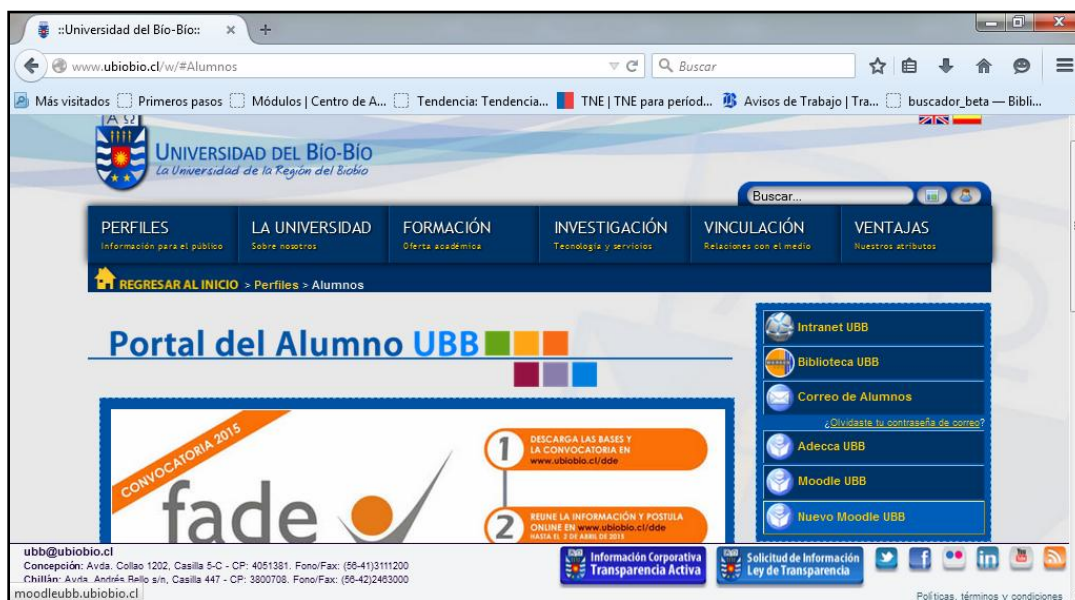 ::Universidad del Bío-Bío::
www.ubiobio.cl/w/#Alumnos
Buscar
Más visitados Primeros pasos Módulos | Centro de A... Tendencia: Tendencia... TNE | TNE para períod... Avisos de Trabajo | Tra... buscador_beta — Bibli...
UNIVERSIDAD DEL BÍO-BÍO
La Universidad de la Región del Biobío
Buscar...
PERFILES LA UNIVERSIDAD FORMACIÓN INVESTIGACIÓN VINCULACIÓN VENTAJAS
Información para el público Sobre nosotros Oferta académica Tecnología y servicios Relaciones con el medio Nuestros atributos
REGRESAR AL INICIO > Perfiles > Alumnos
Portal del Alumno UBB
Intranet UBB
Biblioteca UBB
Correo de Alumnos
¿Olvidaste tu contraseña de correo?
Adecca UBB
Moodle UBB
Nuevo Moodle UBB
CONVOCATORIA 2015
fade
1
DESCARGA LAS BASES Y
LA CONVOCATORIA EN
www.ubiobio.cl/dde
2
REUNE LA INFORMACIÓN Y POSTULA
ONLINE EN www.ubiobio.cl/dde
HASTA EL 2 DE ABRIL DE 2015
ubb@ubiobio.cl
Concepción: Avda. Collao 1202, Casilla 5-C - CP: 4051381. Fono/Fax: (56-41)3111200
Chillán: Avda. Andrés Bello s/n, Casilla 447 - CP: 3800708. Fono/Fax: (56-42)2463000
moodleubb.ubiobio.cl
Información Corporativa
Transparencia Activa
Solicitud de Información
Ley de Transparencia
Políticas, términos y condiciones